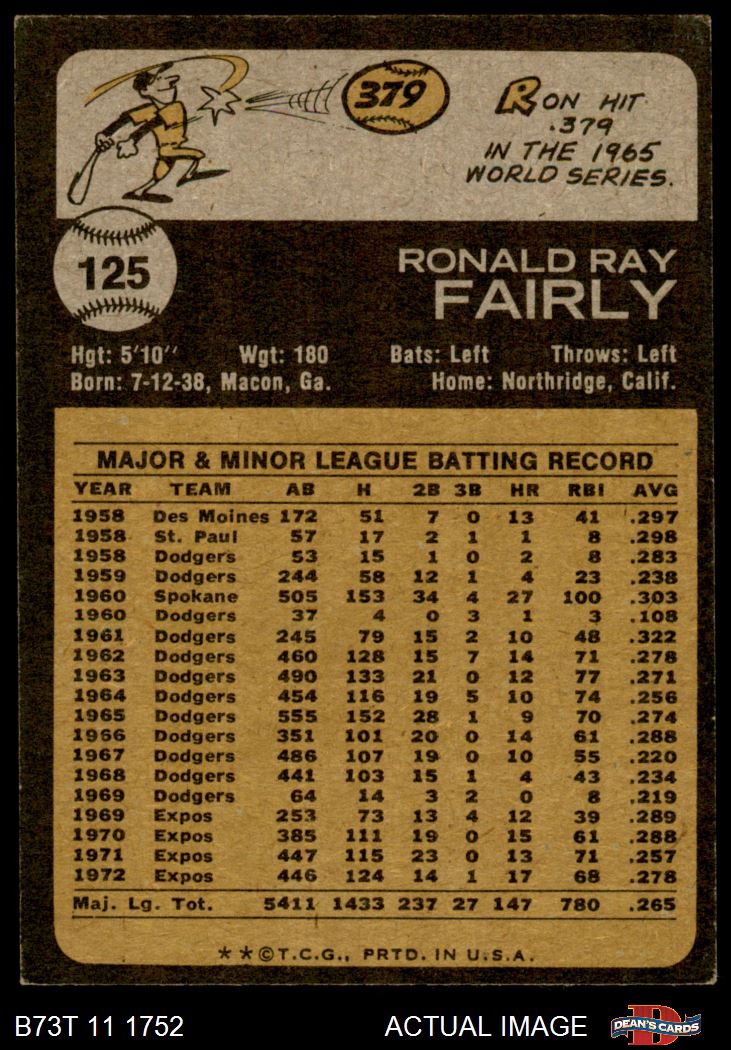 379
RON HIT
.379
IN THE 1965
WORLD SERIES.
125
RONALD RAY
FAIRLY
Hgt: 5'10" Wgt: 180 Bats: Left Throws: Left
Born: 7-12-38, Macon, Ga. Home: Northridge, Calif.
MAJOR & MINOR LEAGUE BATTING RECORD
YEAR TEAM AB H 2B 3B HR RBI AVG
1958 Des Moines 172 51 7 0 13 41 .297
1958 St. Paul 57 17 2 1 1 8 .298
1958 Dodgers 53 15 1 0 2 8 .283
1959 Dodgers 244 58 12 1 4 23 .238
1960 Spokane 505 153 34 4 27 100 .303
1960 Dodgers 37 4 0 3 1 3 .108
1961 Dodgers 245 79 15 2 10 48 .322
1962 Dodgers 460 128 15 7 14 71 .278
1963 Dodgers 490 133 21 0 12 77 .271
1964 Dodgers 454 116 19 5 10 74 .256
1965 Dodgers 555 152 28 1 9 70 .274
1966 Dodgers 351 101 20 0 14 61 .288
1967 Dodgers 486 107 19 0 10 55 .220
1968 Dodgers 441 103 15 1 4 43 .234
1969 Dodgers 64 14 3 2 0 8 .219
1969 Expos 253 73 13 4 12 39 .289
1970 Expos 385 111 19 0 15 61 .288
1971 Expos 447 115 23 0 13 71 .257
1972 Expos 446 124 14 1 17 68 .278
Maj. Lg. Tot. 5411 1433 237 27 147 780 .265
**©T.C.G., PRTD. IN U.S.A.
B73T 11 1752 ACTUAL IMAGE D DEAN'S CARDS